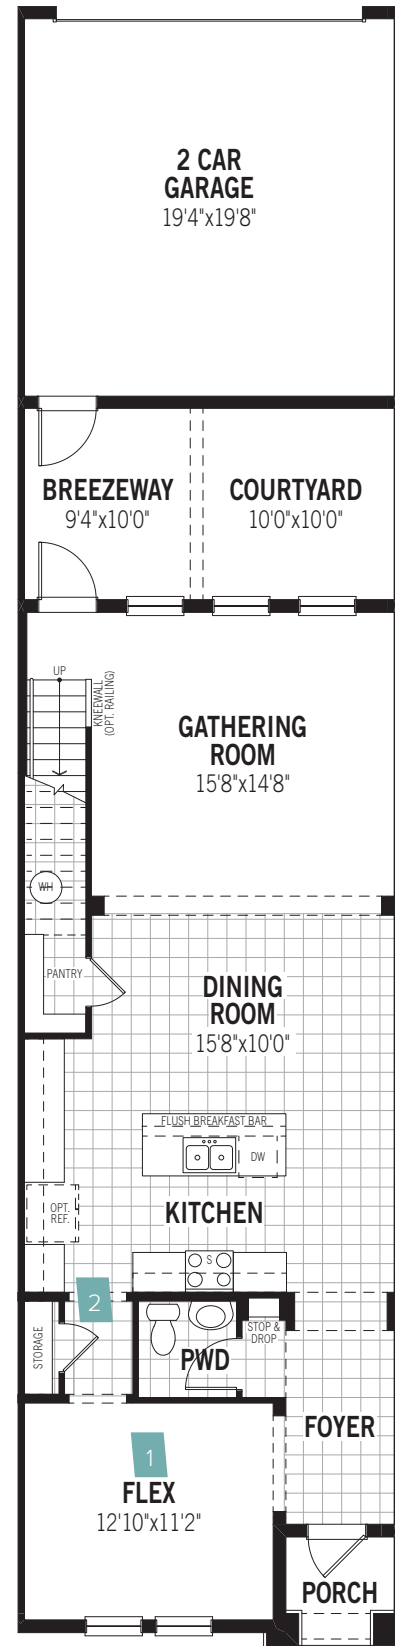 2 CAR
GARAGE
19'4"x19'8"
BREEZEWAY
9'4"x10'0"
COURTYARD
10'0"x10'0"
UP
KNEEWALL
(OPT. RAILING)
GATHERING
ROOM
15'8"x14'8"
WH
PANTRY
DINING
ROOM
15'8"x10'0"
FLUSH BREAKFAST BAR
DW
OPT.
REF.
KITCHEN
S
2
STORAGE
PWD
STOP &
DROP
FOYER
1
FLEX
12'10"x11'2"
PORCH